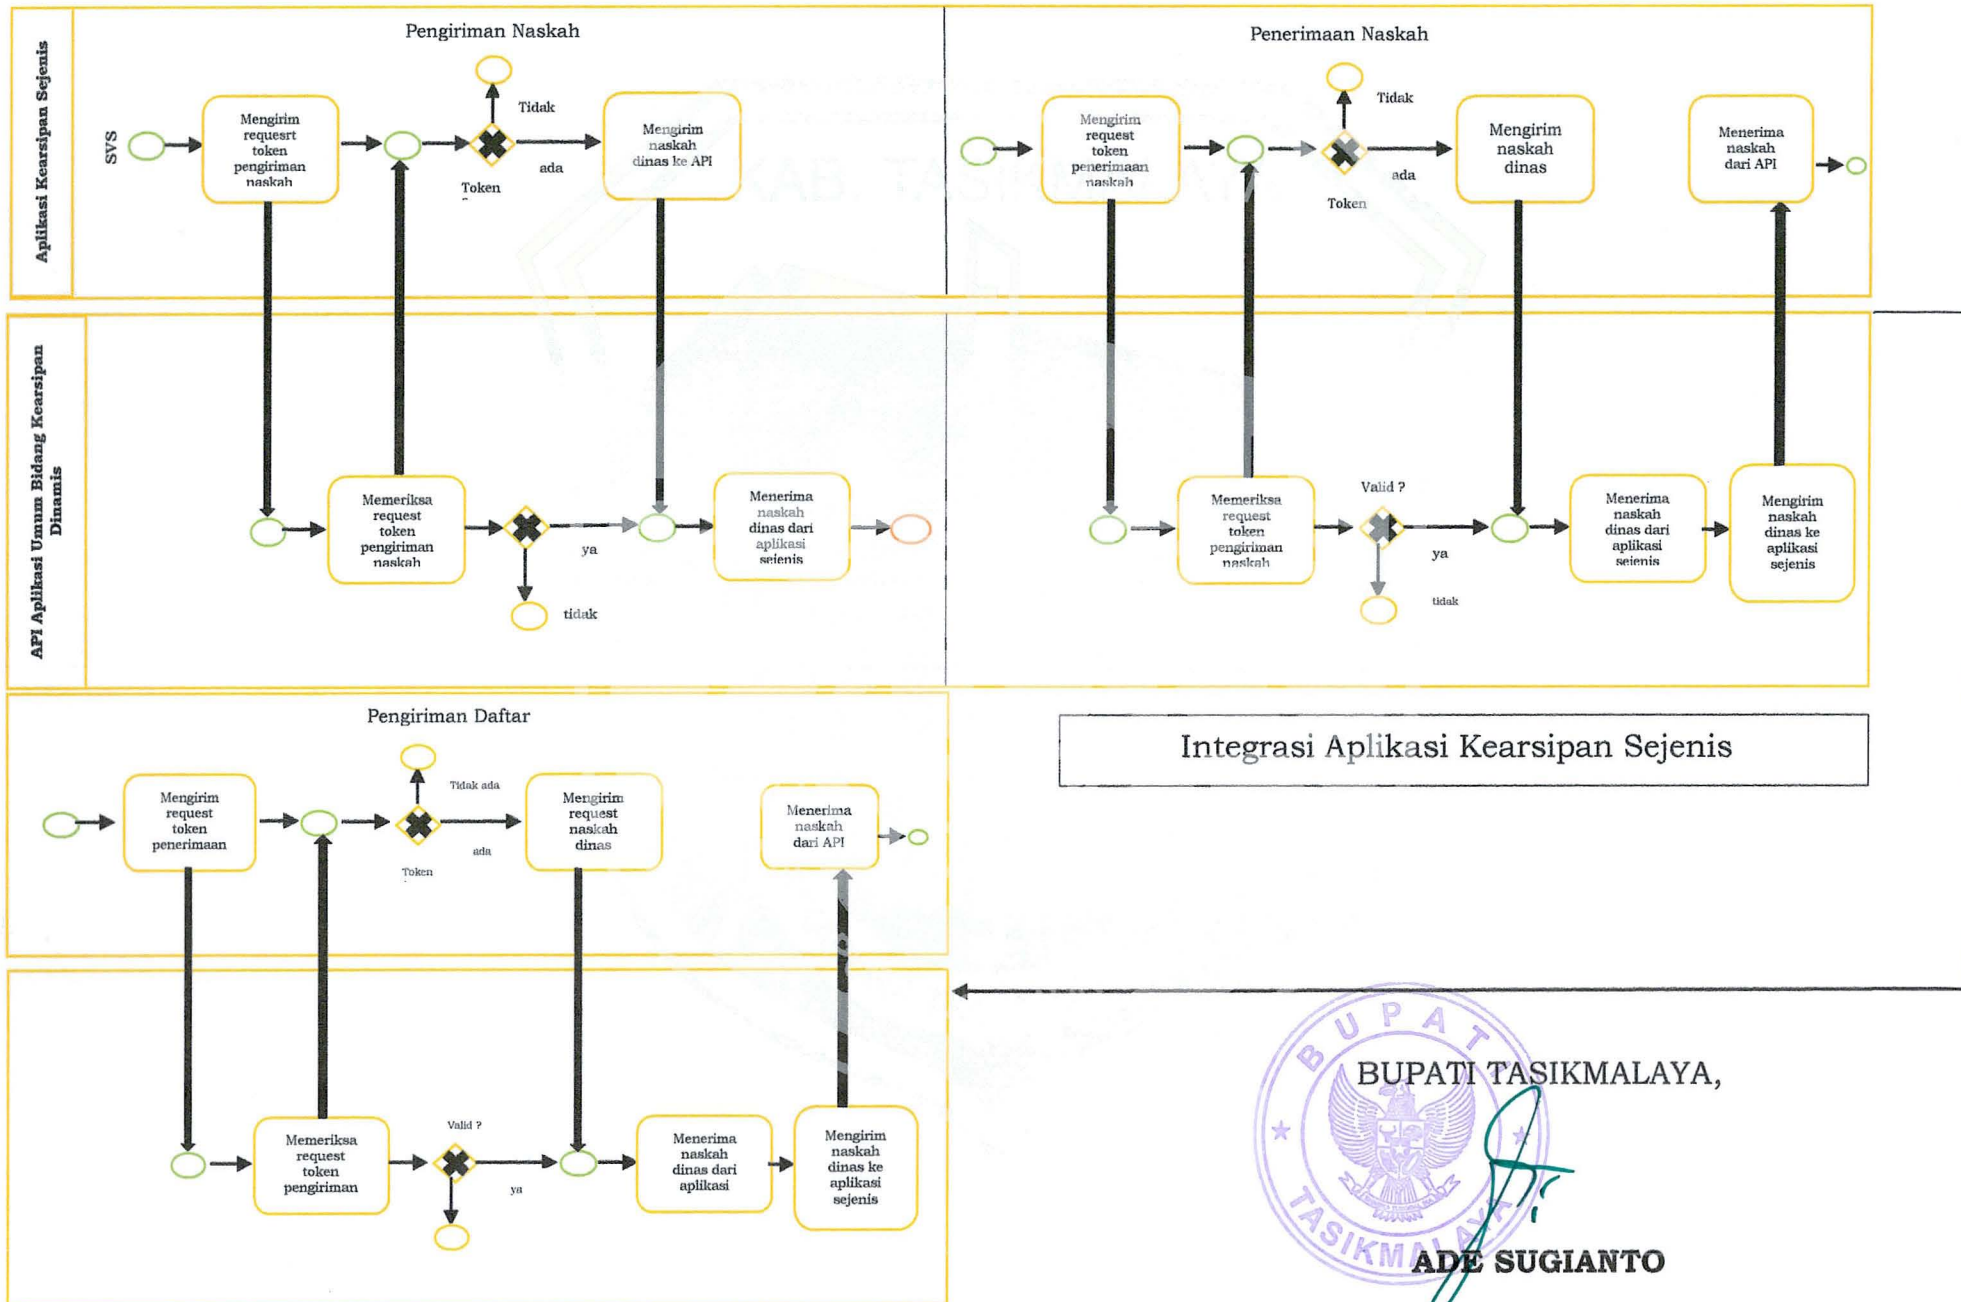 Pengiriman Naskah
Penerimaan Naskah
Aplikasi Kearsipan Sejenis
SVS
Mengirim
requesrt
token
pengiriman
naskah
Tidak
ada
Token
Mengirim
naskah
dinas ke API
Mengirim
request
token
penerimaan
naskah
Tidak
ada
Token
Mengirim
naskah
dinas
Menerima
naskah
dari API
KAB. TASIKMALAYA
API Aplikasi Umum Bidang Kearsipan
Dinamis
Memeriksa
request
token
pengiriman
naskah
ya
tidak
Menerima
naskah
dinas dari
aplikasi
sejenis
Memeriksa
request
token
pengiriman
naskah
Valid ?
ya
tidak
Menerima
naskah
dinas dari
aplikasi
sejenis
Mengirim
naskah
dinas ke
aplikasi
sejenis
Pengiriman Daftar
Mengirim
request
token
penerimaan
Tidak ada
ada
Token
Mengirim
request
naskah
dinas
Menerima
naskah
dari API
Memeriksa
request
token
pengiriman
Valid ?
ya
Menerima
naskah
dinas dari
aplikasi
Mengirim
naskah
dinas ke
aplikasi
sejenis
Integrasi Aplikasi Kearsipan Sejenis
BUPATI
BUPATI TASIKMALAYA,
TASIKMALAYA
ADE SUGIANTO